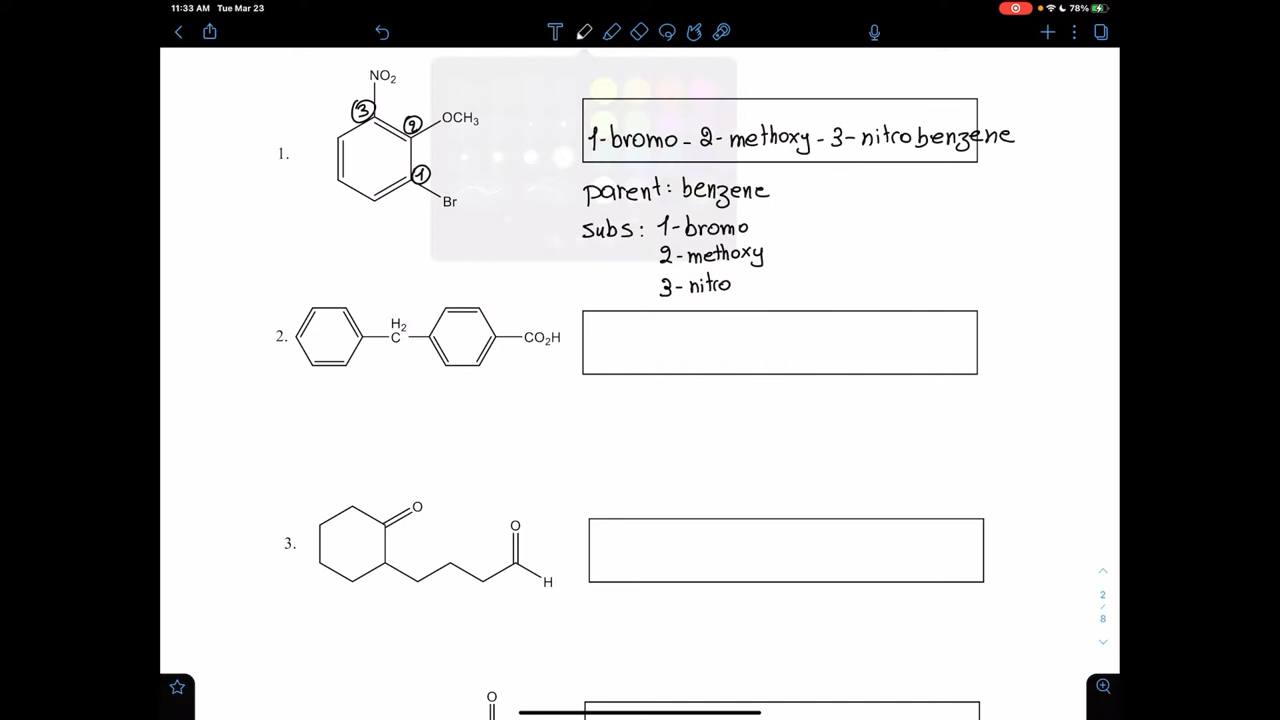 11:33 AM Tue Mar 23
78%
T
NO2
3
2
OCH3
1
Br
1.
1-bromo-2-methoxy-3-nitrobenzene
parent: benzene
subs: 1-bromo
2-methoxy
3-nitro
2.
H2
C
CO2H
3.
O
O
H
2
/
8
O